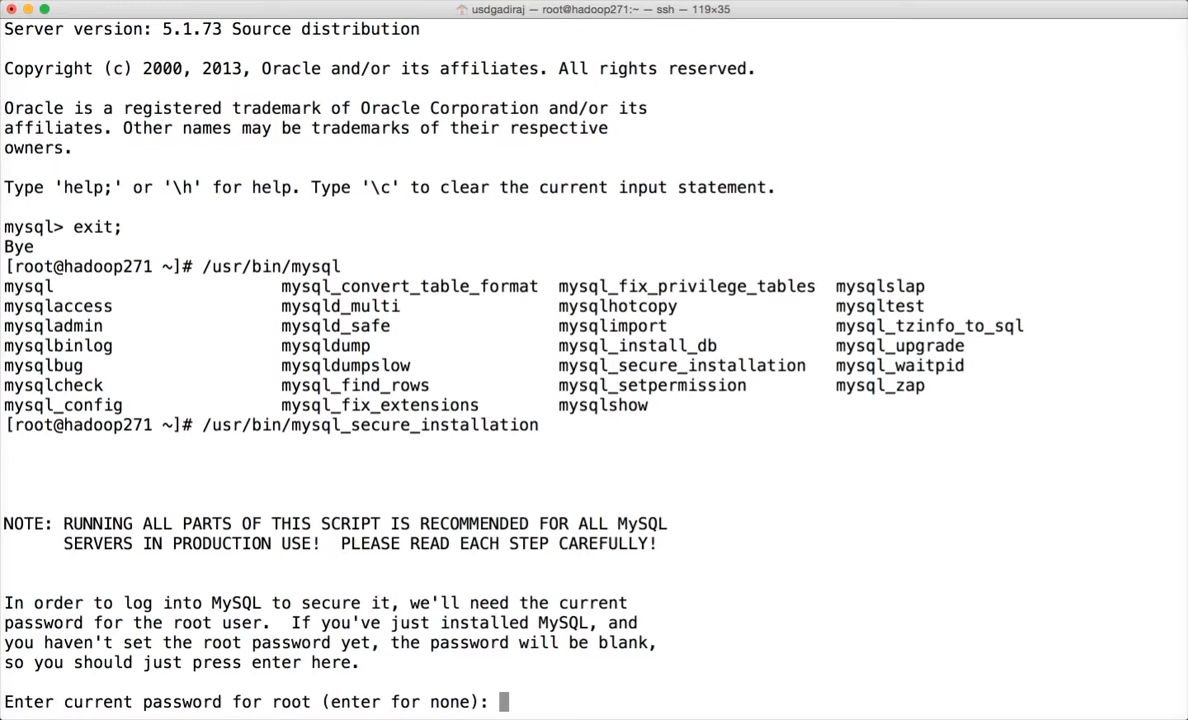 usdgadiraj — root@hadoop271:~ — ssh — 119×35
Server version: 5.1.73 Source distribution
Copyright (c) 2000, 2013, Oracle and/or its affiliates. All rights reserved.
Oracle is a registered trademark of Oracle Corporation and/or its
affiliates. Other names may be trademarks of their respective
owners.
Type 'help;' or '\h' for help. Type '\c' to clear the current input statement.
mysql> exit;
Bye
[root@hadoop271 ~]# /usr/bin/mysql
mysql mysql_convert_table_format mysql_fix_privilege_tables mysqlslap
mysqlaccess mysqld_multi mysqlhotcopy mysqltest
mysqladmin mysqld_safe mysqlimport mysql_tzinfo_to_sql
mysqlbinlog mysqldump mysql_install_db mysql_upgrade
mysqlbug mysqldumpslow mysql_secure_installation mysql_waitpid
mysqlcheck mysql_find_rows mysql_setpermission mysql_zap
mysql_config mysql_fix_extensions mysqlshow
[root@hadoop271 ~]# /usr/bin/mysql_secure_installation
NOTE: RUNNING ALL PARTS OF THIS SCRIPT IS RECOMMENDED FOR ALL MySQL
SERVERS IN PRODUCTION USE!  PLEASE READ EACH STEP CAREFULLY!
In order to log into MySQL to secure it, we'll need the current
password for the root user.  If you've just installed MySQL, and
you haven't set the root password yet, the password will be blank,
so you should just press enter here.
Enter current password for root (enter for none):